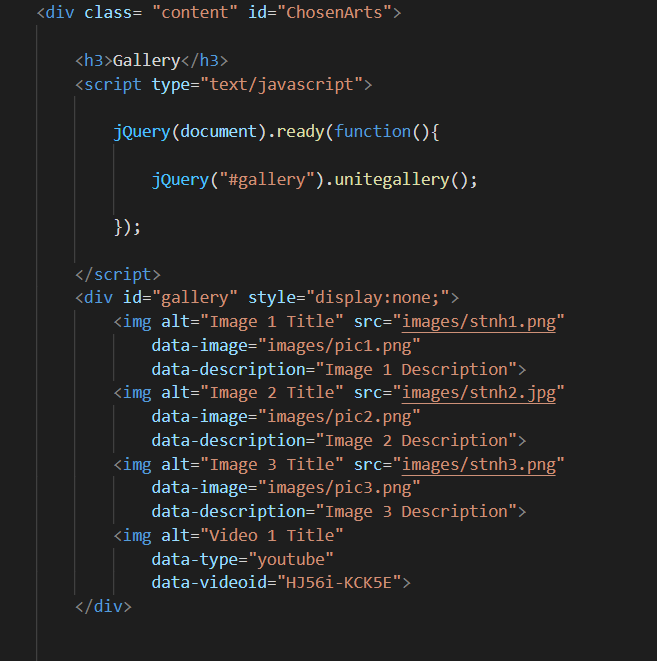 <div class= "content" id="ChosenArts">
<h3>Gallery</h3>
<script type="text/javascript">
jQuery(document).ready(function(){
jQuery("#gallery").unitegallery();
});
</script>
<div id="gallery" style="display:none;">
<img alt="Image 1 Title" src="images/stnh1.png"
data-image="images/pic1.png"
data-description="Image 1 Description">
<img alt="Image 2 Title" src="images/stnh2.jpg"
data-image="images/pic2.png"
data-description="Image 2 Description">
<img alt="Image 3 Title" src="images/stnh3.png"
data-image="images/pic3.png"
data-description="Image 3 Description">
<img alt="Video 1 Title"
data-type="youtube"
data-videoid="HJ56i-KCK5E">
</div>